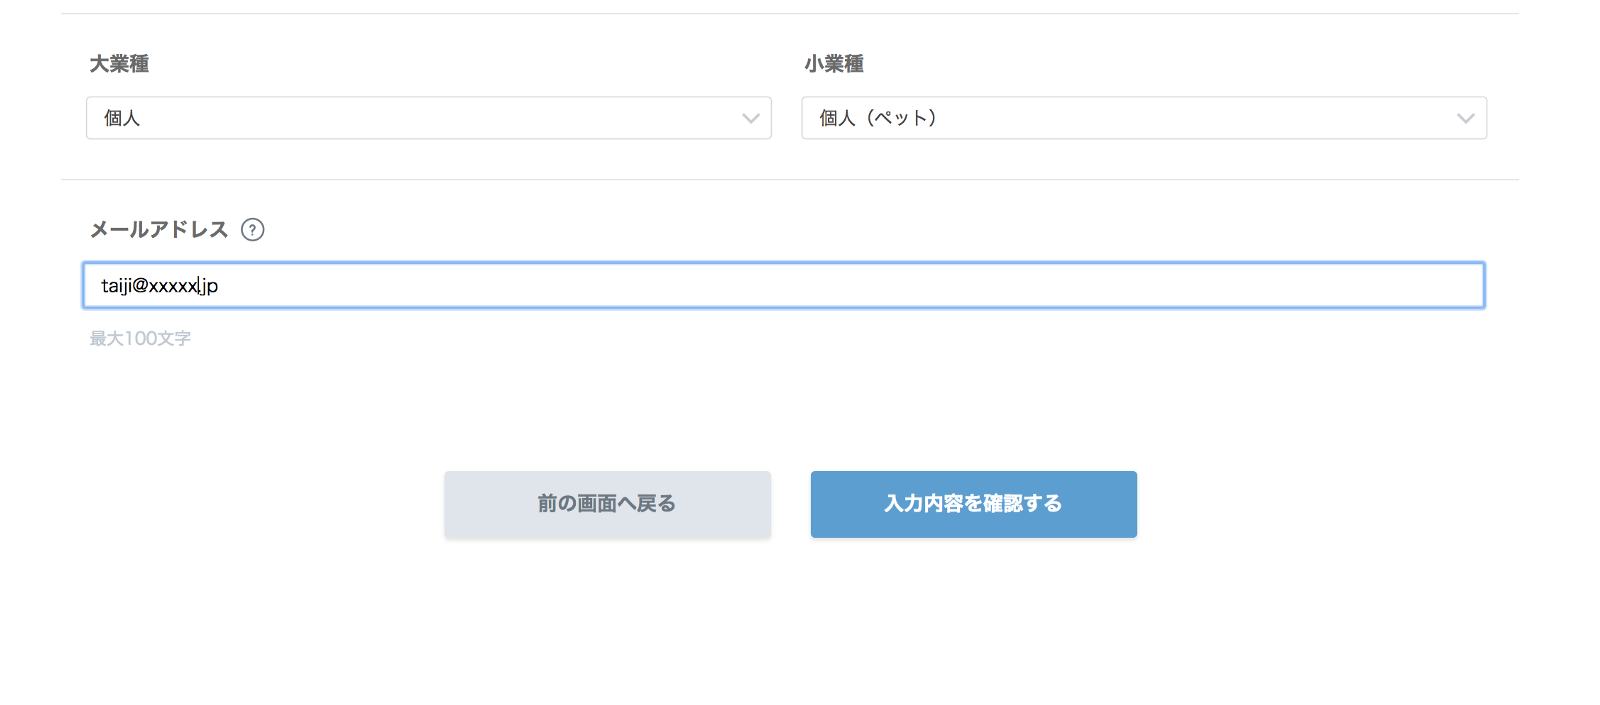 大業種
小業種
個人
個人（ペット）
メールアドレス ?
taiji@xxxxx.jp
最大100文字
前の画面へ戻る
入力内容を確認する